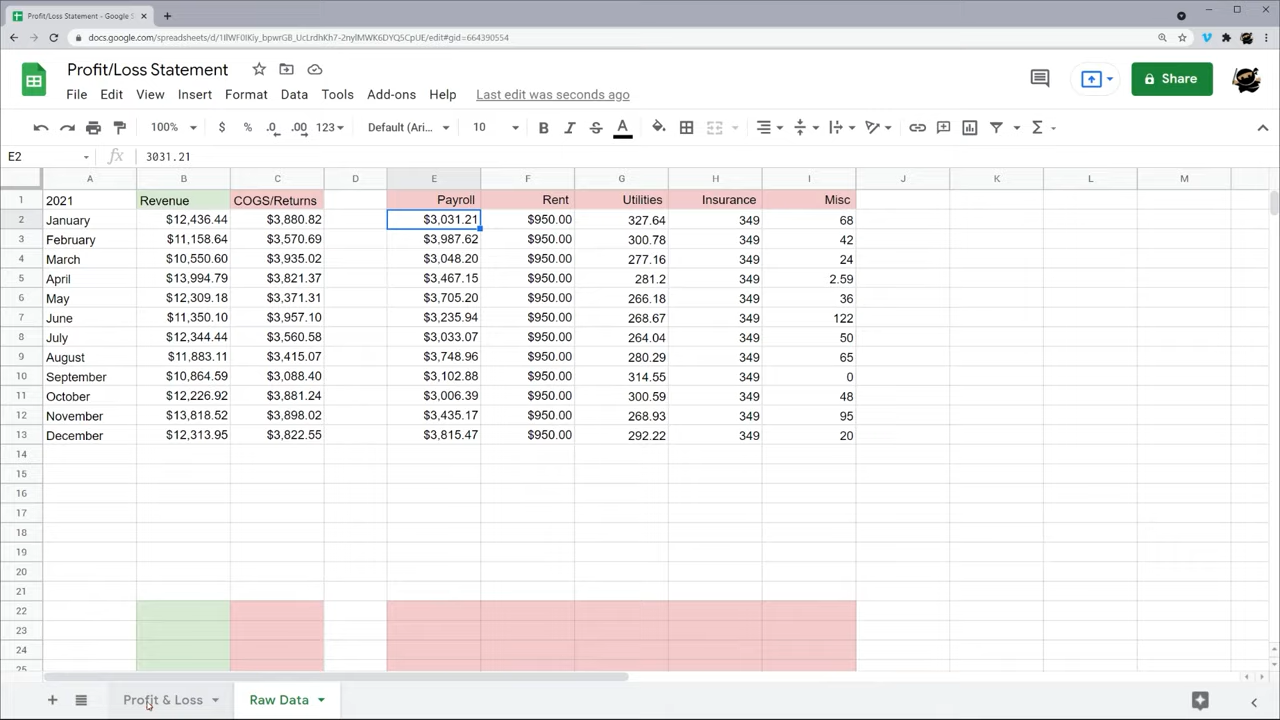 Profit/Loss Statement - Google S
docs.google.com/spreadsheets/d/
/edit#gid=664390554
Profit/Loss Statement
File Edit View Insert Format Data Tools Add-ons Help Last edit was seconds ago
Share
100% $ % .0 .00 123 Default (Ari... 10 B I S A
E2 fx 3031.21
A B C D E F G H I J K L M
1 2021 Revenue COGS/Returns Payroll Rent Utilities Insurance Misc
2 January $12,436.44 $3,880.82 $3,031.21 $950.00 327.64 349 68
3 February $11,158.64 $3,570.69 $3,987.62 $950.00 300.78 349 42
4 March $10,550.60 $3,935.02 $3,048.20 $950.00 277.16 349 24
5 April $13,994.79 $3,821.37 $3,467.15 $950.00 281.2 349 2.59
6 May $12,309.18 $3,371.31 $3,705.20 $950.00 266.18 349 36
7 June $11,350.10 $3,957.10 $3,235.94 $950.00 268.67 349 122
8 July $12,344.44 $3,560.58 $3,033.07 $950.00 264.04 349 50
9 August $11,883.11 $3,415.07 $3,748.96 $950.00 280.29 349 65
10 September $10,864.59 $3,088.40 $3,102.88 $950.00 314.55 349 0
11 October $12,226.92 $3,881.24 $3,006.39 $950.00 300.59 349 48
12 November $13,818.52 $3,898.02 $3,435.17 $950.00 268.93 349 95
13 December $12,313.95 $3,822.55 $3,815.47 $950.00 292.22 349 20
14
15
16
17
18
19
20
21
22
23
24
25
Profit & Loss Raw Data